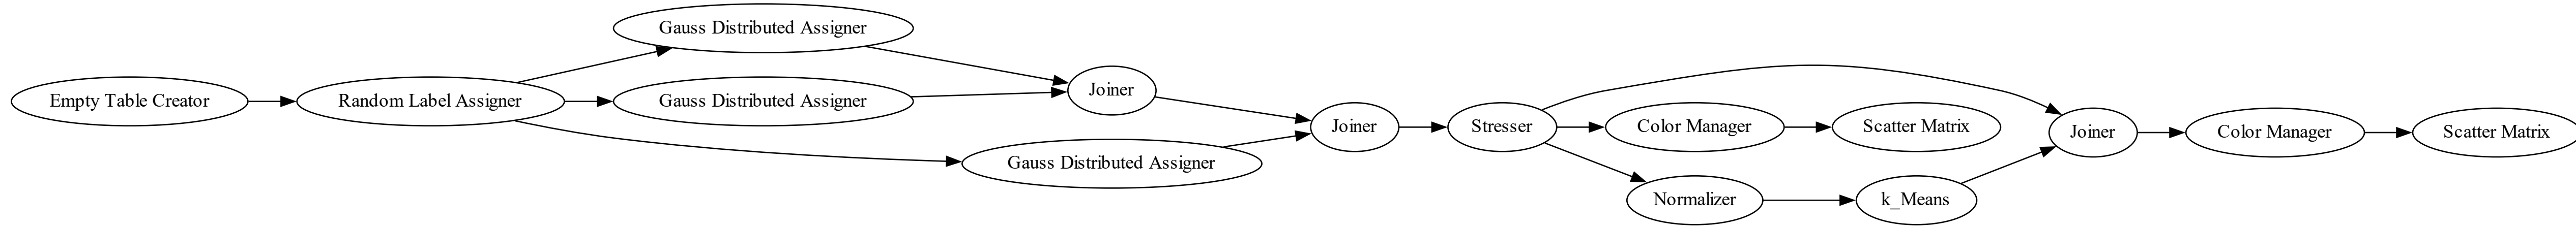 Empty Table Creator
Random Label Assigner
Gauss Distributed Assigner
Gauss Distributed Assigner
Gauss Distributed Assigner
Joiner
Joiner
Stresser
Color Manager
Scatter Matrix
Normalizer
k_Means
Joiner
Color Manager
Scatter Matrix